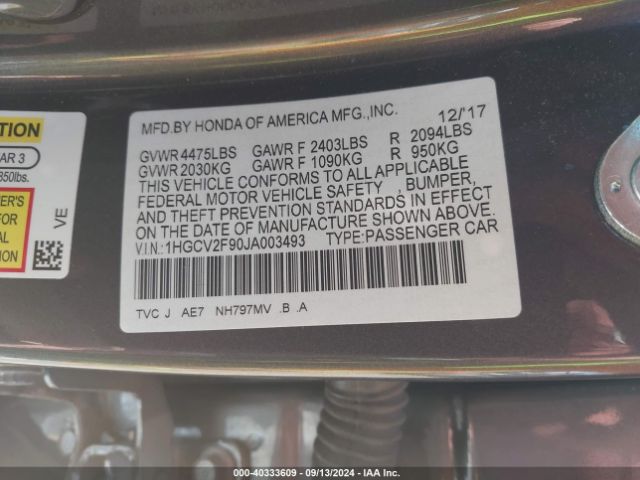 MFD.BY HONDA OF AMERICA MFG.,INC. 12/'17
GVWR 4475LBS GAWR F 2403LBS R 2094LBS
GVWR 2030KG GAWR F 1090KG R 950KG
THIS VEHICLE CONFORMS TO ALL APPLICABLE
FEDERAL MOTOR VEHICLE SAFETY , BUMPER,
AND THEFT PREVENTION STANDARDS IN EFFECT
ON THE DATE OF MANUFACTURE SHOWN ABOVE.
V.I.N.:1HGCV2F90JA003493 TYPE:PASSENGER CAR
TVC J AE7 NH797MV .B .A
TION
AR 3
350lbs.
VE
000-40333609 - 09/13/2024 - IAA Inc.